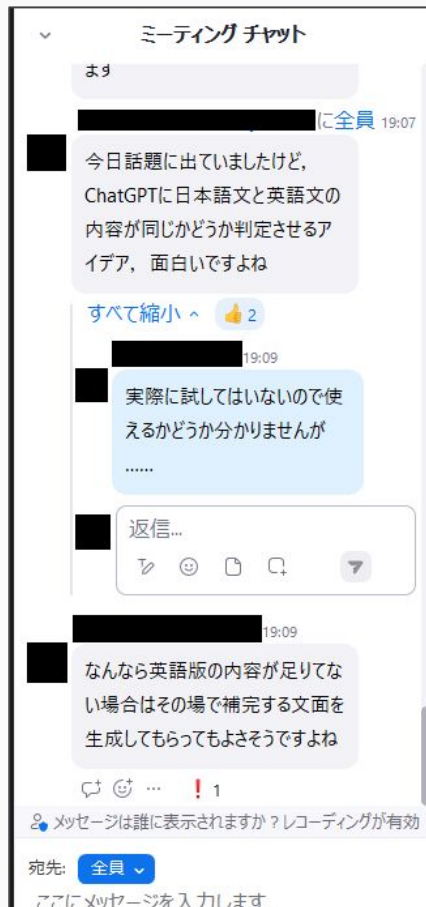 ミーティング チャット
ます
に全員 19:07
今日話題に出ていましたけど,
ChatGPTに日本語文と英語文の
内容が同じかどうか判定させるア
イデア, 面白いですよね
すべて縮小
👍 2
19:09
実際に試してはいないので使
えるかどうか分かりませんが
……
返信...
19:09
なんなら英語版の内容が足りてな
い場合はその場で補完する文面を
生成してもらってもよさそうですよね
❗ 1
メッセージは誰に表示されますか？レコーディングが有効
宛先: 全員
ここにメッセージを入力します